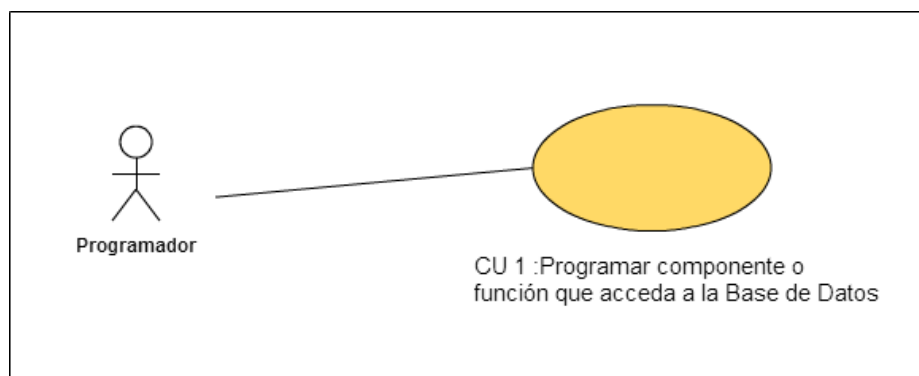 Programador
CU 1 :Programar componente o
función que acceda a la Base de Datos